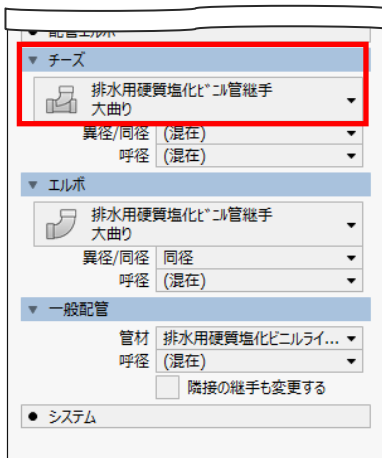 ● 配管エルボ
▼ チーズ
排水用硬質塩化ﾋﾞﾆﾙ管継手
大曲り
異径/同径 (混在)
呼径 (混在)
▼ エルボ
排水用硬質塩化ﾋﾞﾆﾙ管継手
大曲り
異径/同径 同径
呼径 (混在)
▼ 一般配管
管材 排水用硬質塩化ビニルライ...
呼径 (混在)
隣接の継手も変更する
● システム